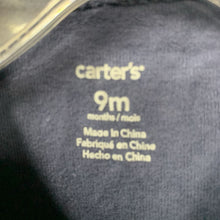 carter's
9m
months / mois
Made in China
Fabriqué en Chine
Hecho en China